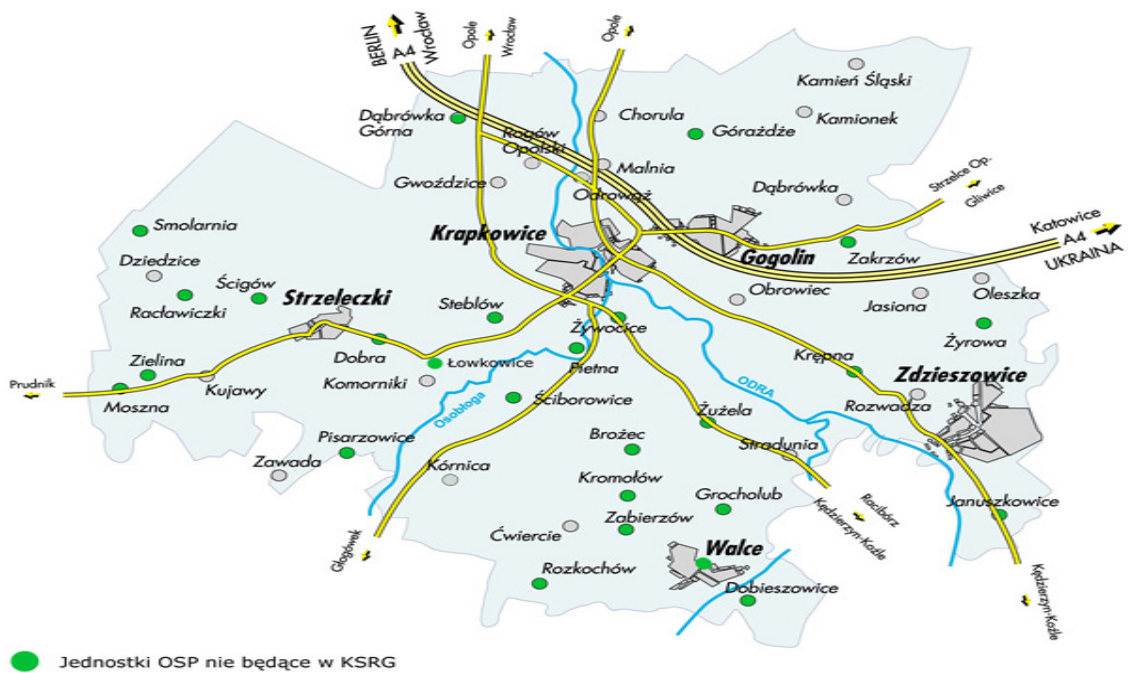 BERLIN
Wrocław
A4
Opole
Wrocław
Opole
Kamień Śląski
Dąbrówka
Górna
Chorula
Kamionek
Górażdże
Rogów
Opolski
Malnia
Gwoździce
Odrowąż
Dąbrówka
Strzelce Op.
Gliwice
Smolarnia
Krapkowice
Gogolin
Zakrzów
Katowice
A4
UKRAINA
Dziedzice
Ścigów
Strzeleczki
Racławiczki
Stebłów
Obrowiec
Jasiona
Oleszka
Żywocice
Żyrowa
Zielina
Dobra
Łowkowice
Pietna
Krępna
Zdzieszowice
Prudnik
Kujawy
Komorniki
ODRA
Moszna
Osobłoga
Ściborowice
Żużela
Rozwadza
Pisarzowice
Brożec
Stradunia
Zawada
Kórnica
Kromołów
Grocholub
Racibórz
Kędzierzyn-Koźle
Januszkowice
Zabierzów
Ćwiercie
Głogówek
Walce
Rozkochów
Dobieszowice
Kędzierzyn-Koźle
Jednostki OSP nie będące w KSRG